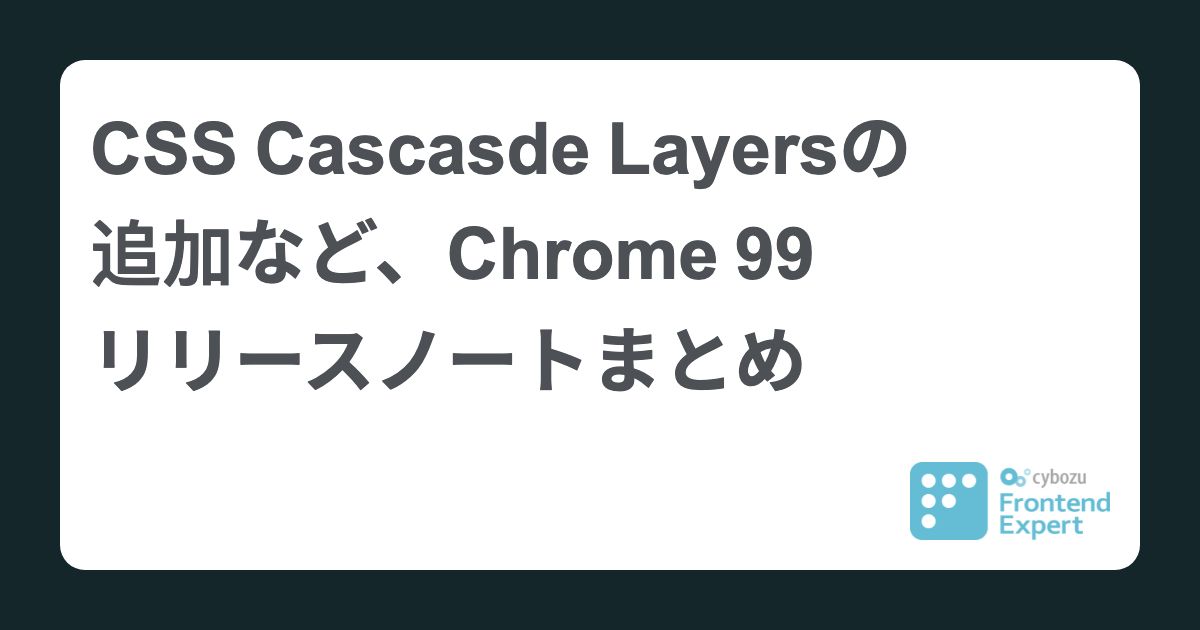 CSS Cascasde Layersの
追加など、Chrome 99
リリースノートまとめ
cybozu
Frontend
Expert